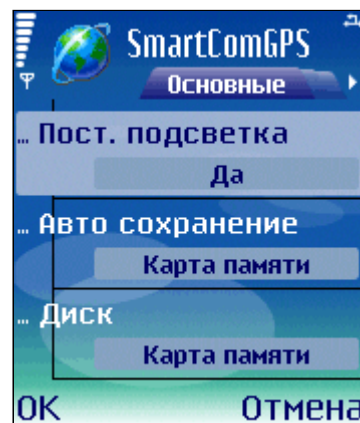 SmartComGPS
Основные
... Пост. подсветка
Да
... Авто сохранение
Карта памяти
... Диск
Карта памяти
OK Отмена